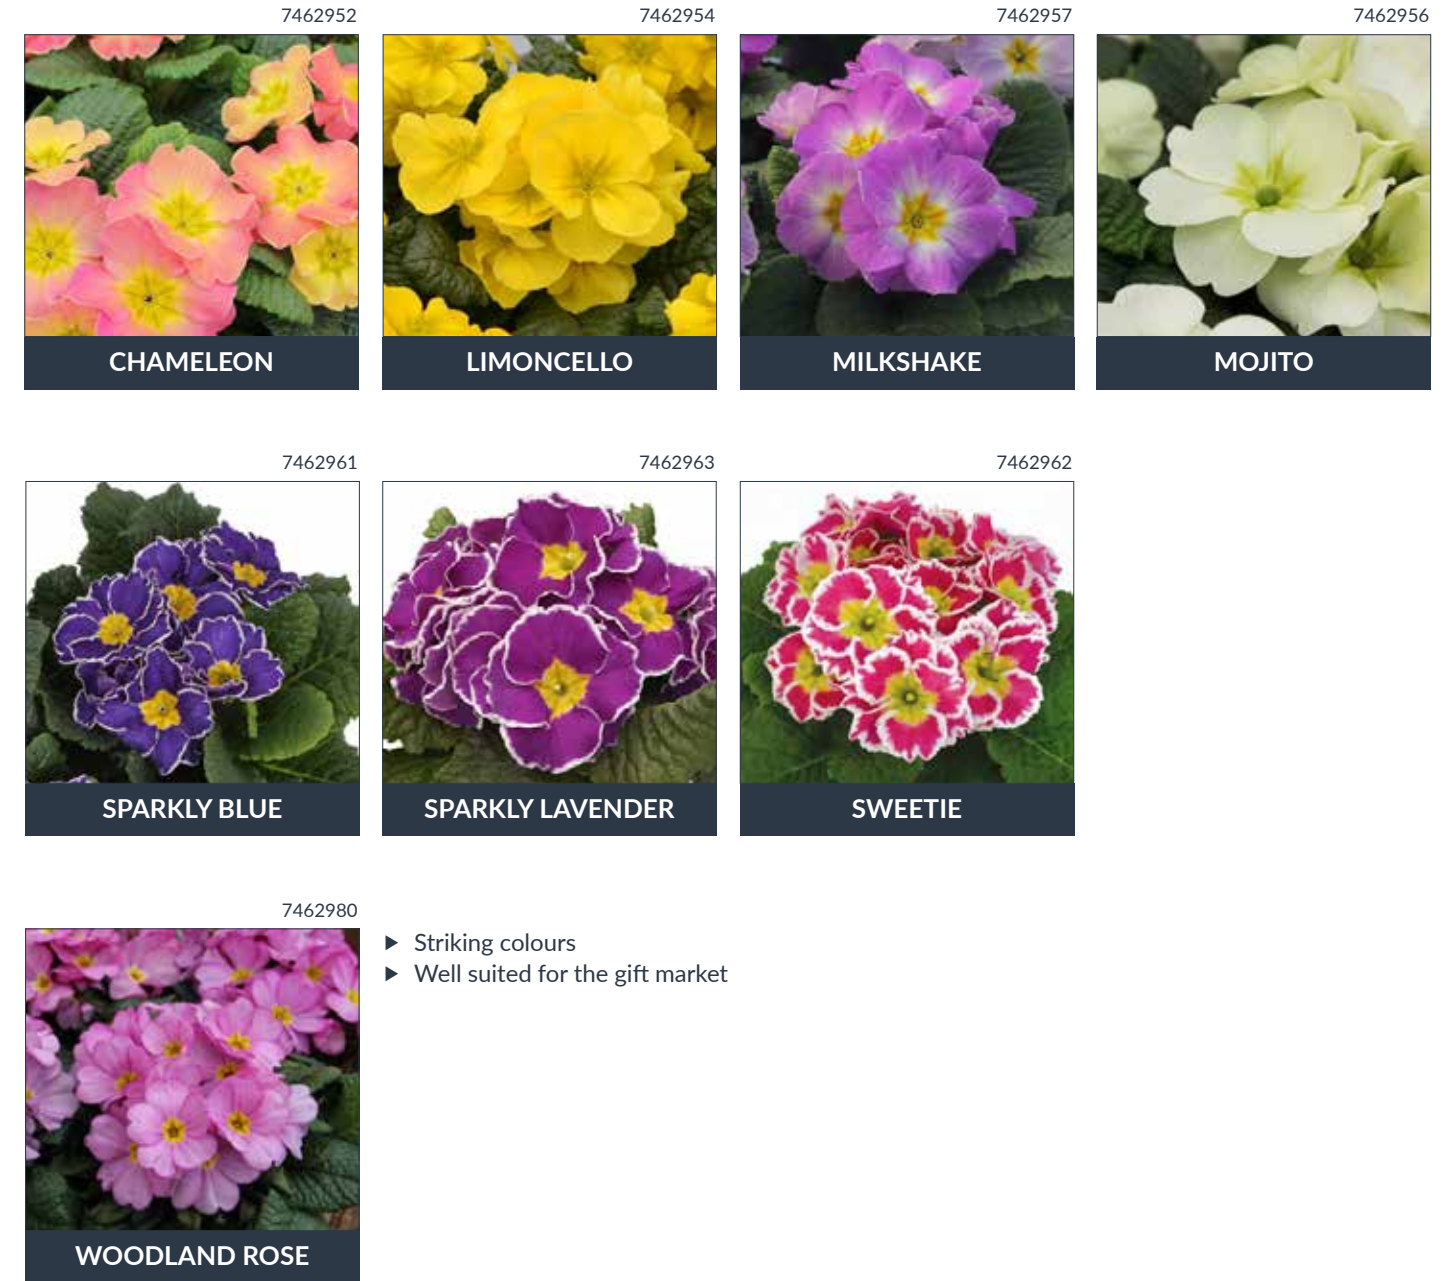 7462952
7462954
7462957
7462956
CHAMELEON
LIMONCELLO
MILKSHAKE
MOJITO
7462961
7462963
7462962
SPARKLY BLUE
SPARKLY LAVENDER
SWEETIE
7462980
► Striking colours
► Well suited for the gift market
WOODLAND ROSE